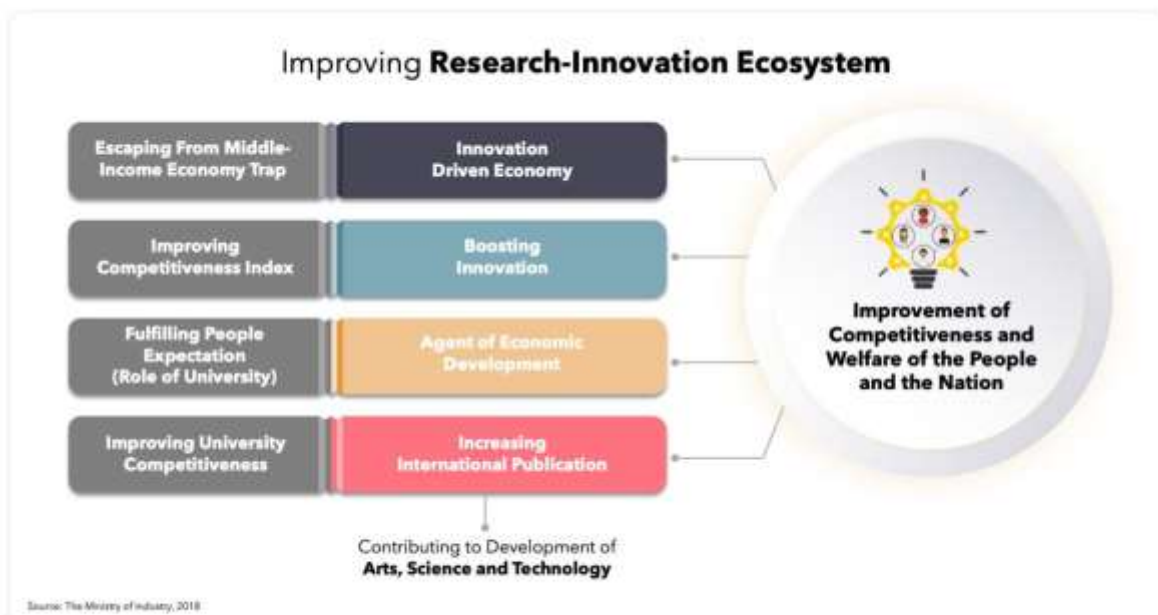 Improving Research-Innovation Ecosystem
Escaping From Middle-
Income Economy Trap
Innovation
Driven Economy
Improving
Competitiveness Index
Boosting
Innovation
Fulfilling People
Expectation
(Role of University)
Agent of Economic
Development
Improving University
Competitiveness
Increasing
International Publication
Contributing to Development of
Arts, Science and Technology
Improvement of
Competitiveness and
Welfare of the People
and the Nation
Source: The Ministry of Industry, 2018